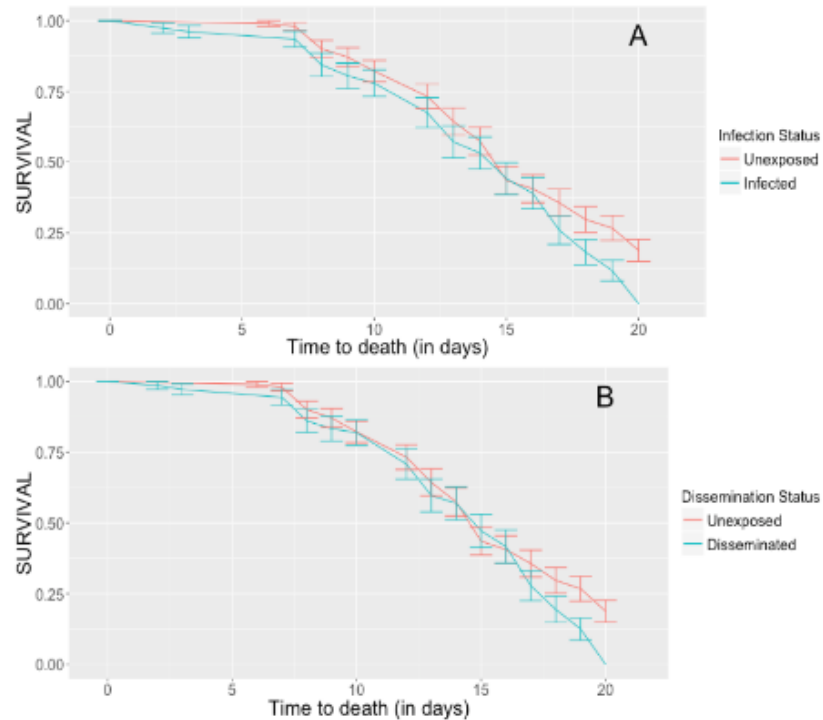 A
1.00
0.75
0.50
0.25
0.00
SURVIVAL
0 5 10 15 20
Time to death (in days)
Infection Status
Unexposed
Infected
B
1.00
0.75
0.50
0.25
0.00
SURVIVAL
0 5 10 15 20
Time to death (in days)
Dissemination Status
Unexposed
Disseminated